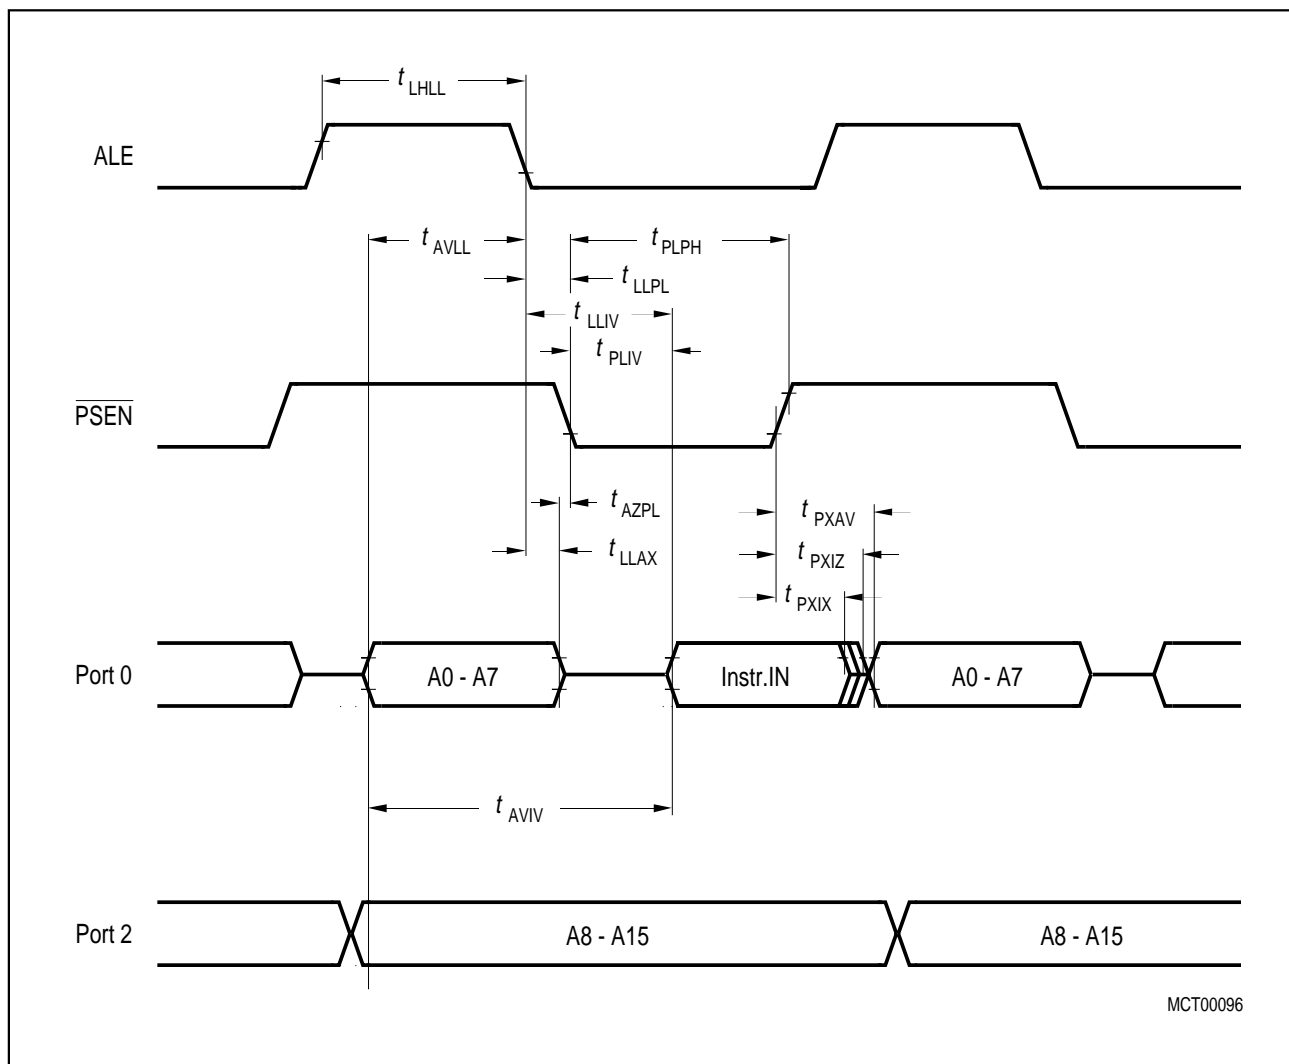 t LHLL
ALE
t AVLL t PLPH
t LLPL
t LLIV
t PLIV
PSEN
t AZPL t PXAV
t LLAX t PXIZ
t PXIX
Port 0 A0 - A7 Instr.IN A0 - A7
t AVIV
Port 2 A8 - A15 A8 - A15
MCT00096